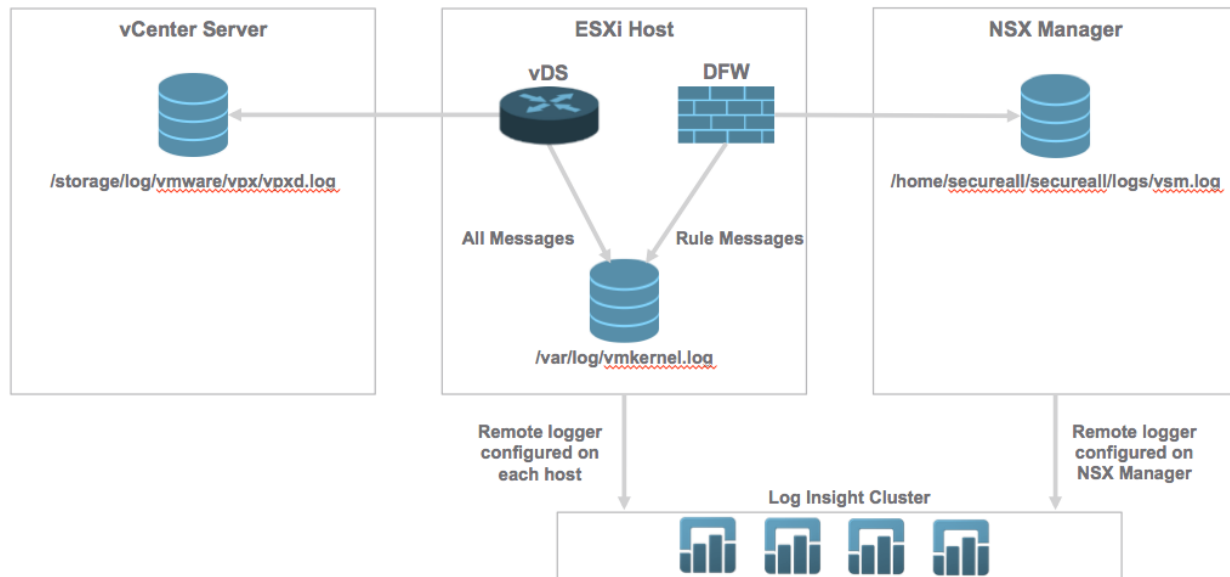 vCenter Server
ESXi Host
NSX Manager
vDS
DFW
/storage/log/vmware/vpx/vpxd.log
/home/secureall/secureall/logs/vsm.log
All Messages
Rule Messages
/var/log/vmkernel.log
Remote logger
configured on
each host
Remote logger
configured on
NSX Manager
Log Insight Cluster